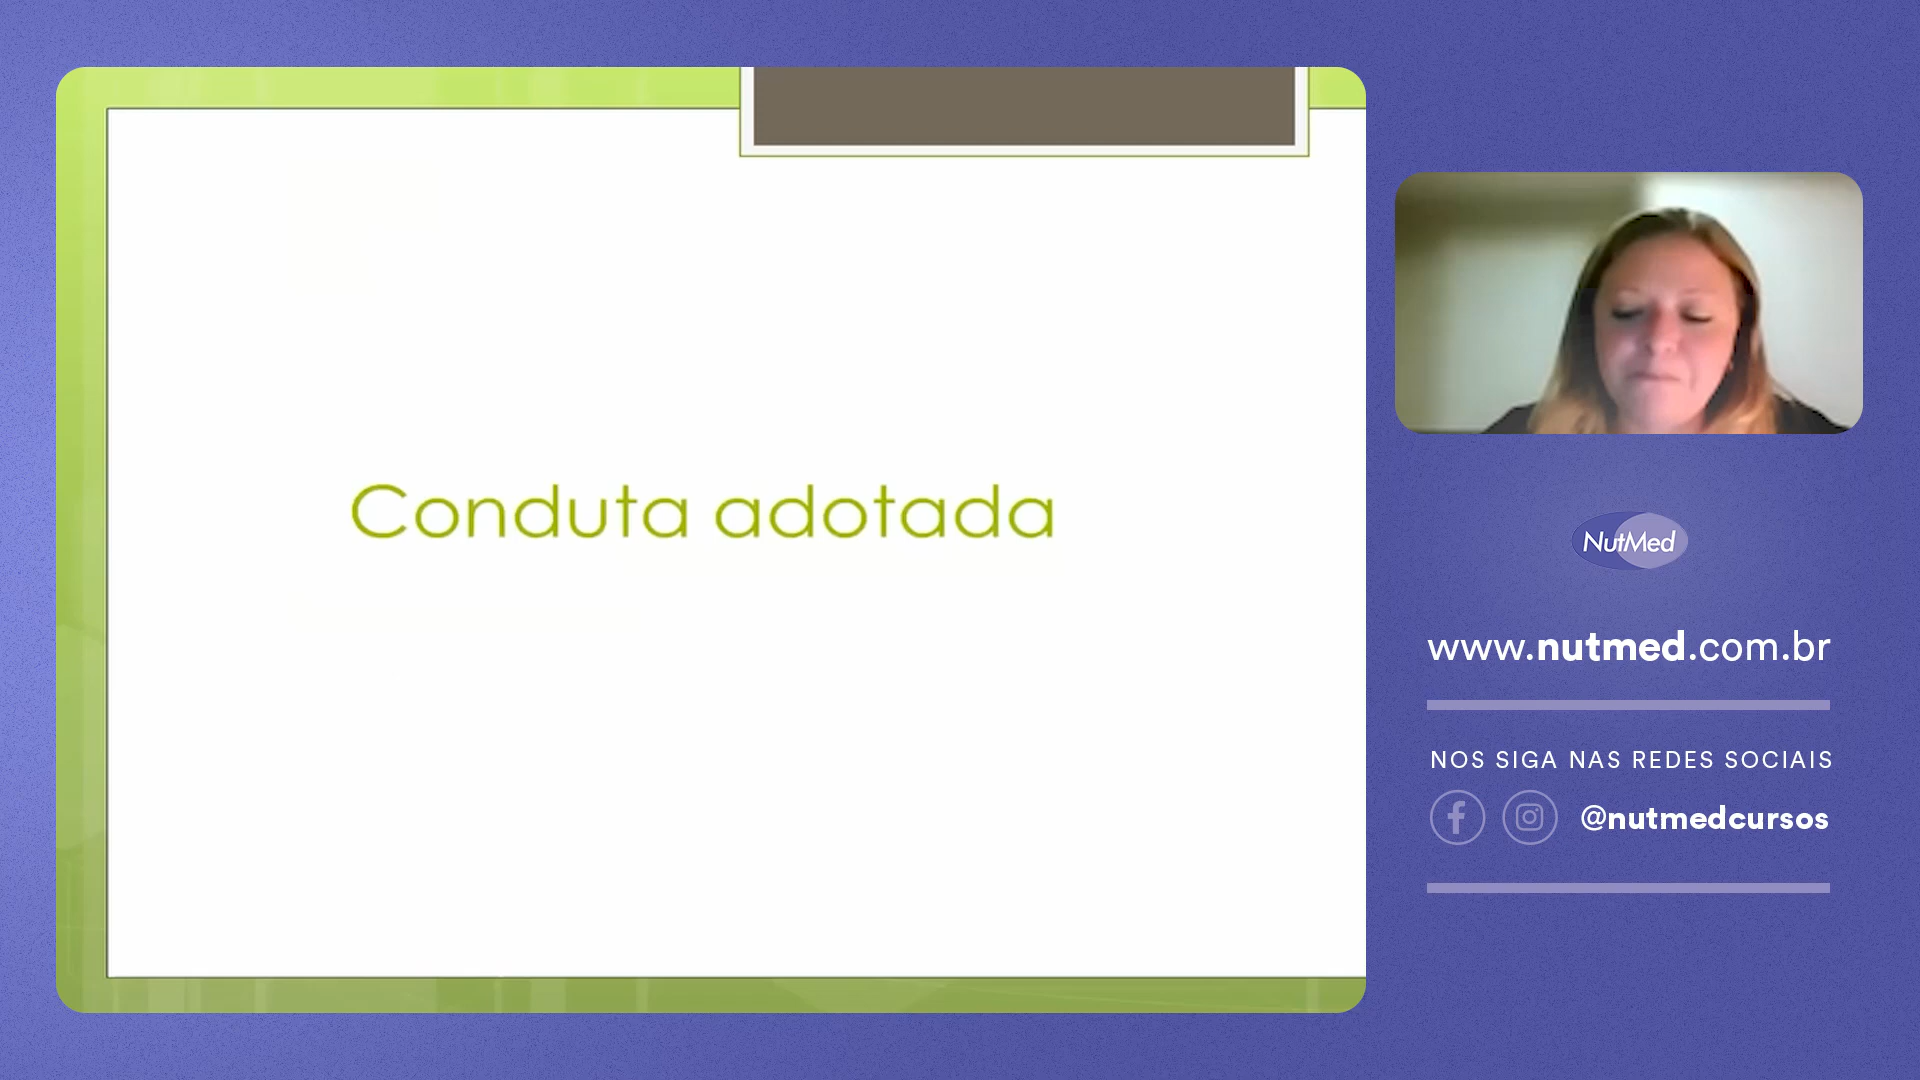 Conduta adotada
NutMed
www.nutmed.com.br
NOS SIGA NAS REDES SOCIAIS
@nutmedcursos